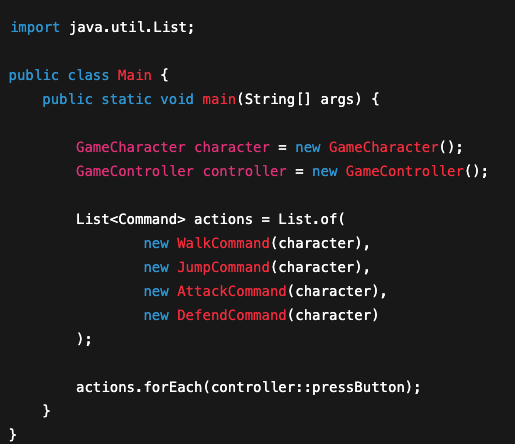 import java.util.List;
public class Main {
public static void main(String[] args) {
GameCharacter character = new GameCharacter();
GameController controller = new GameController();
List<Command> actions = List.of(
new WalkCommand(character),
new JumpCommand(character),
new AttackCommand(character),
new DefendCommand(character)
);
actions.forEach(controller::pressButton);
}
}